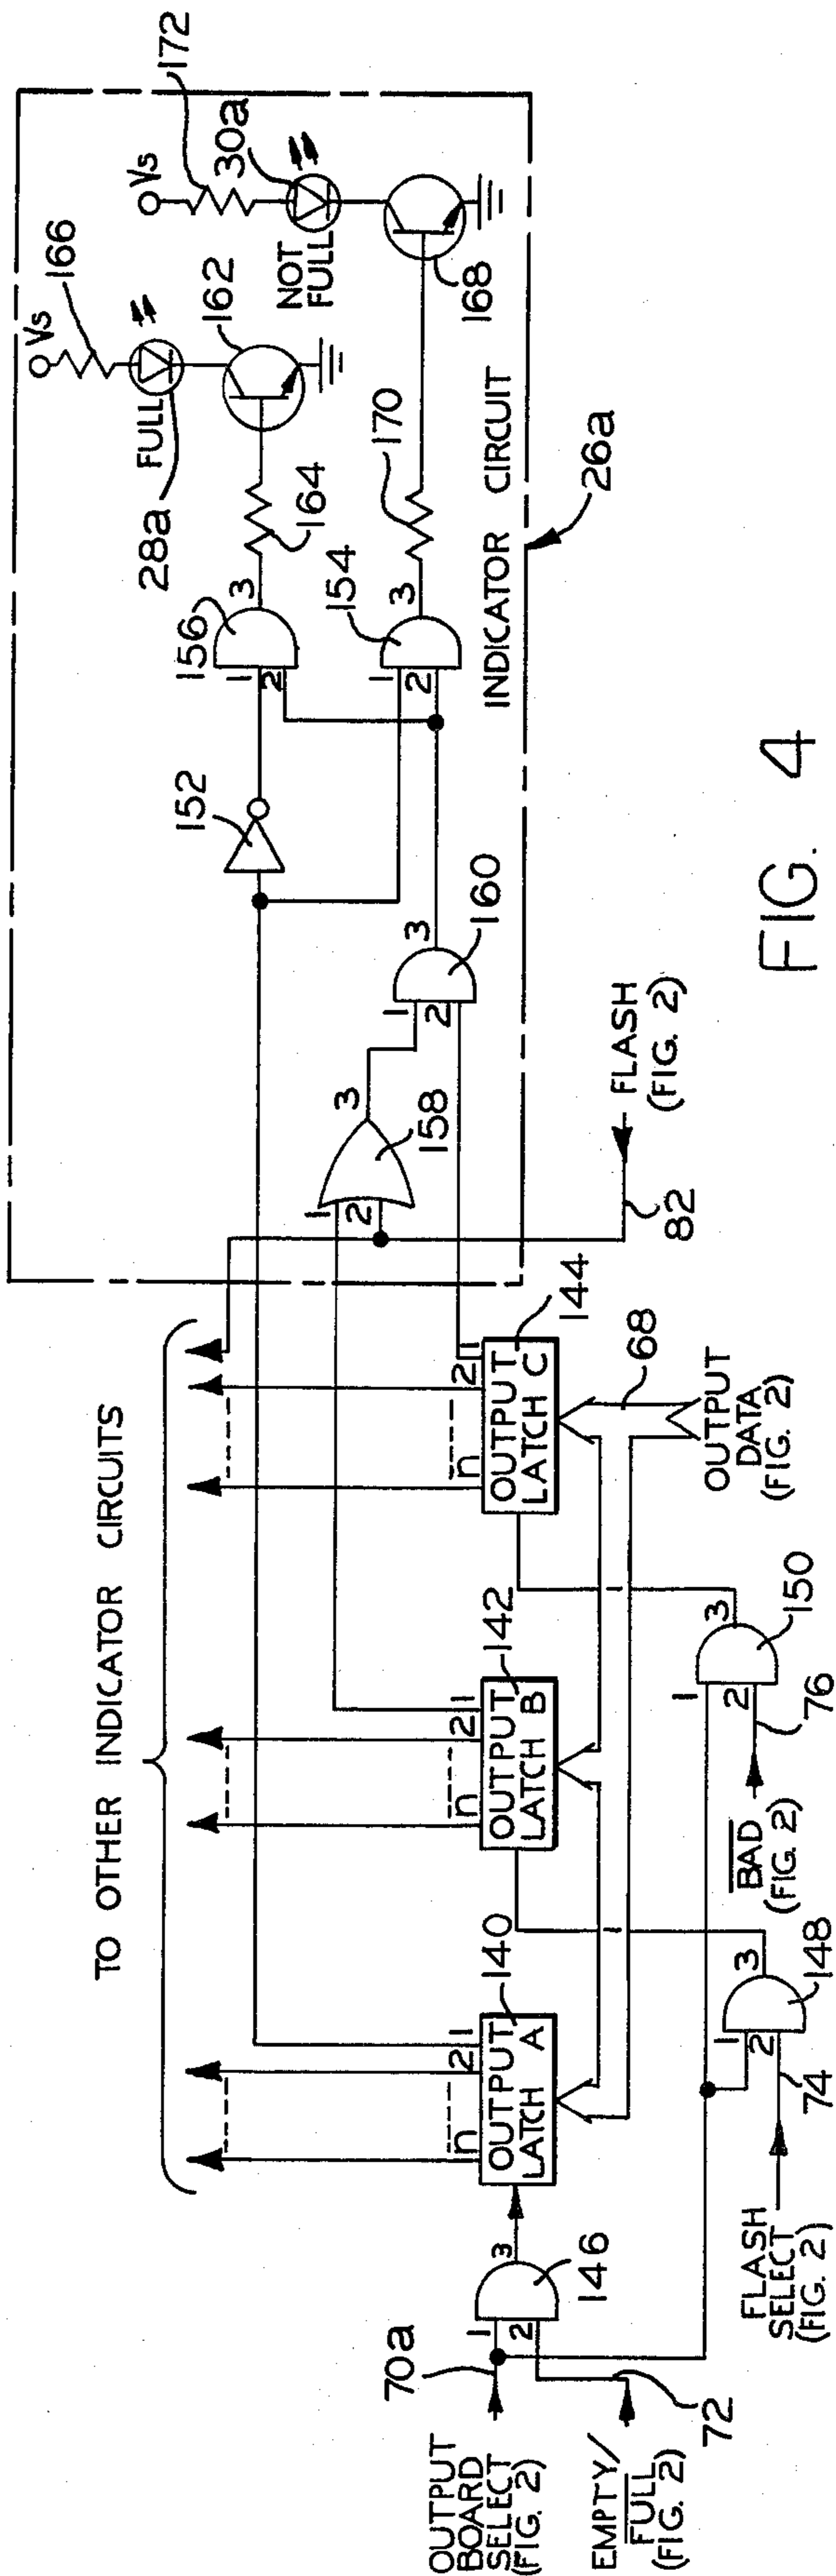 TO OTHER INDICATOR CIRCUITS
OUTPUT
BOARD
SELECT
(FIG. 2)
70a
EMPTY/
FULL
(FIG. 2)
72
1
2
3
146
OUTPUT
LATCH A
140
n
2
1
FLASH
SELECT
(FIG. 2)
74
1
2
3
148
OUTPUT
LATCH B
142
n
2
1
BAD
(FIG. 2)
76
1
2
3
150
OUTPUT
LATCH C
144
n
2
1
68
OUTPUT
DATA
(FIG. 2)
82
FLASH
(FIG. 2)
1
2
3
158
1
2
3
160
152
156
1
2
3
154
1
2
3
164
170
28a
FULL
166
Vs
162
NOT
FULL
30a
172
Vs
168
INDICATOR CIRCUIT
26a
FIG. 4